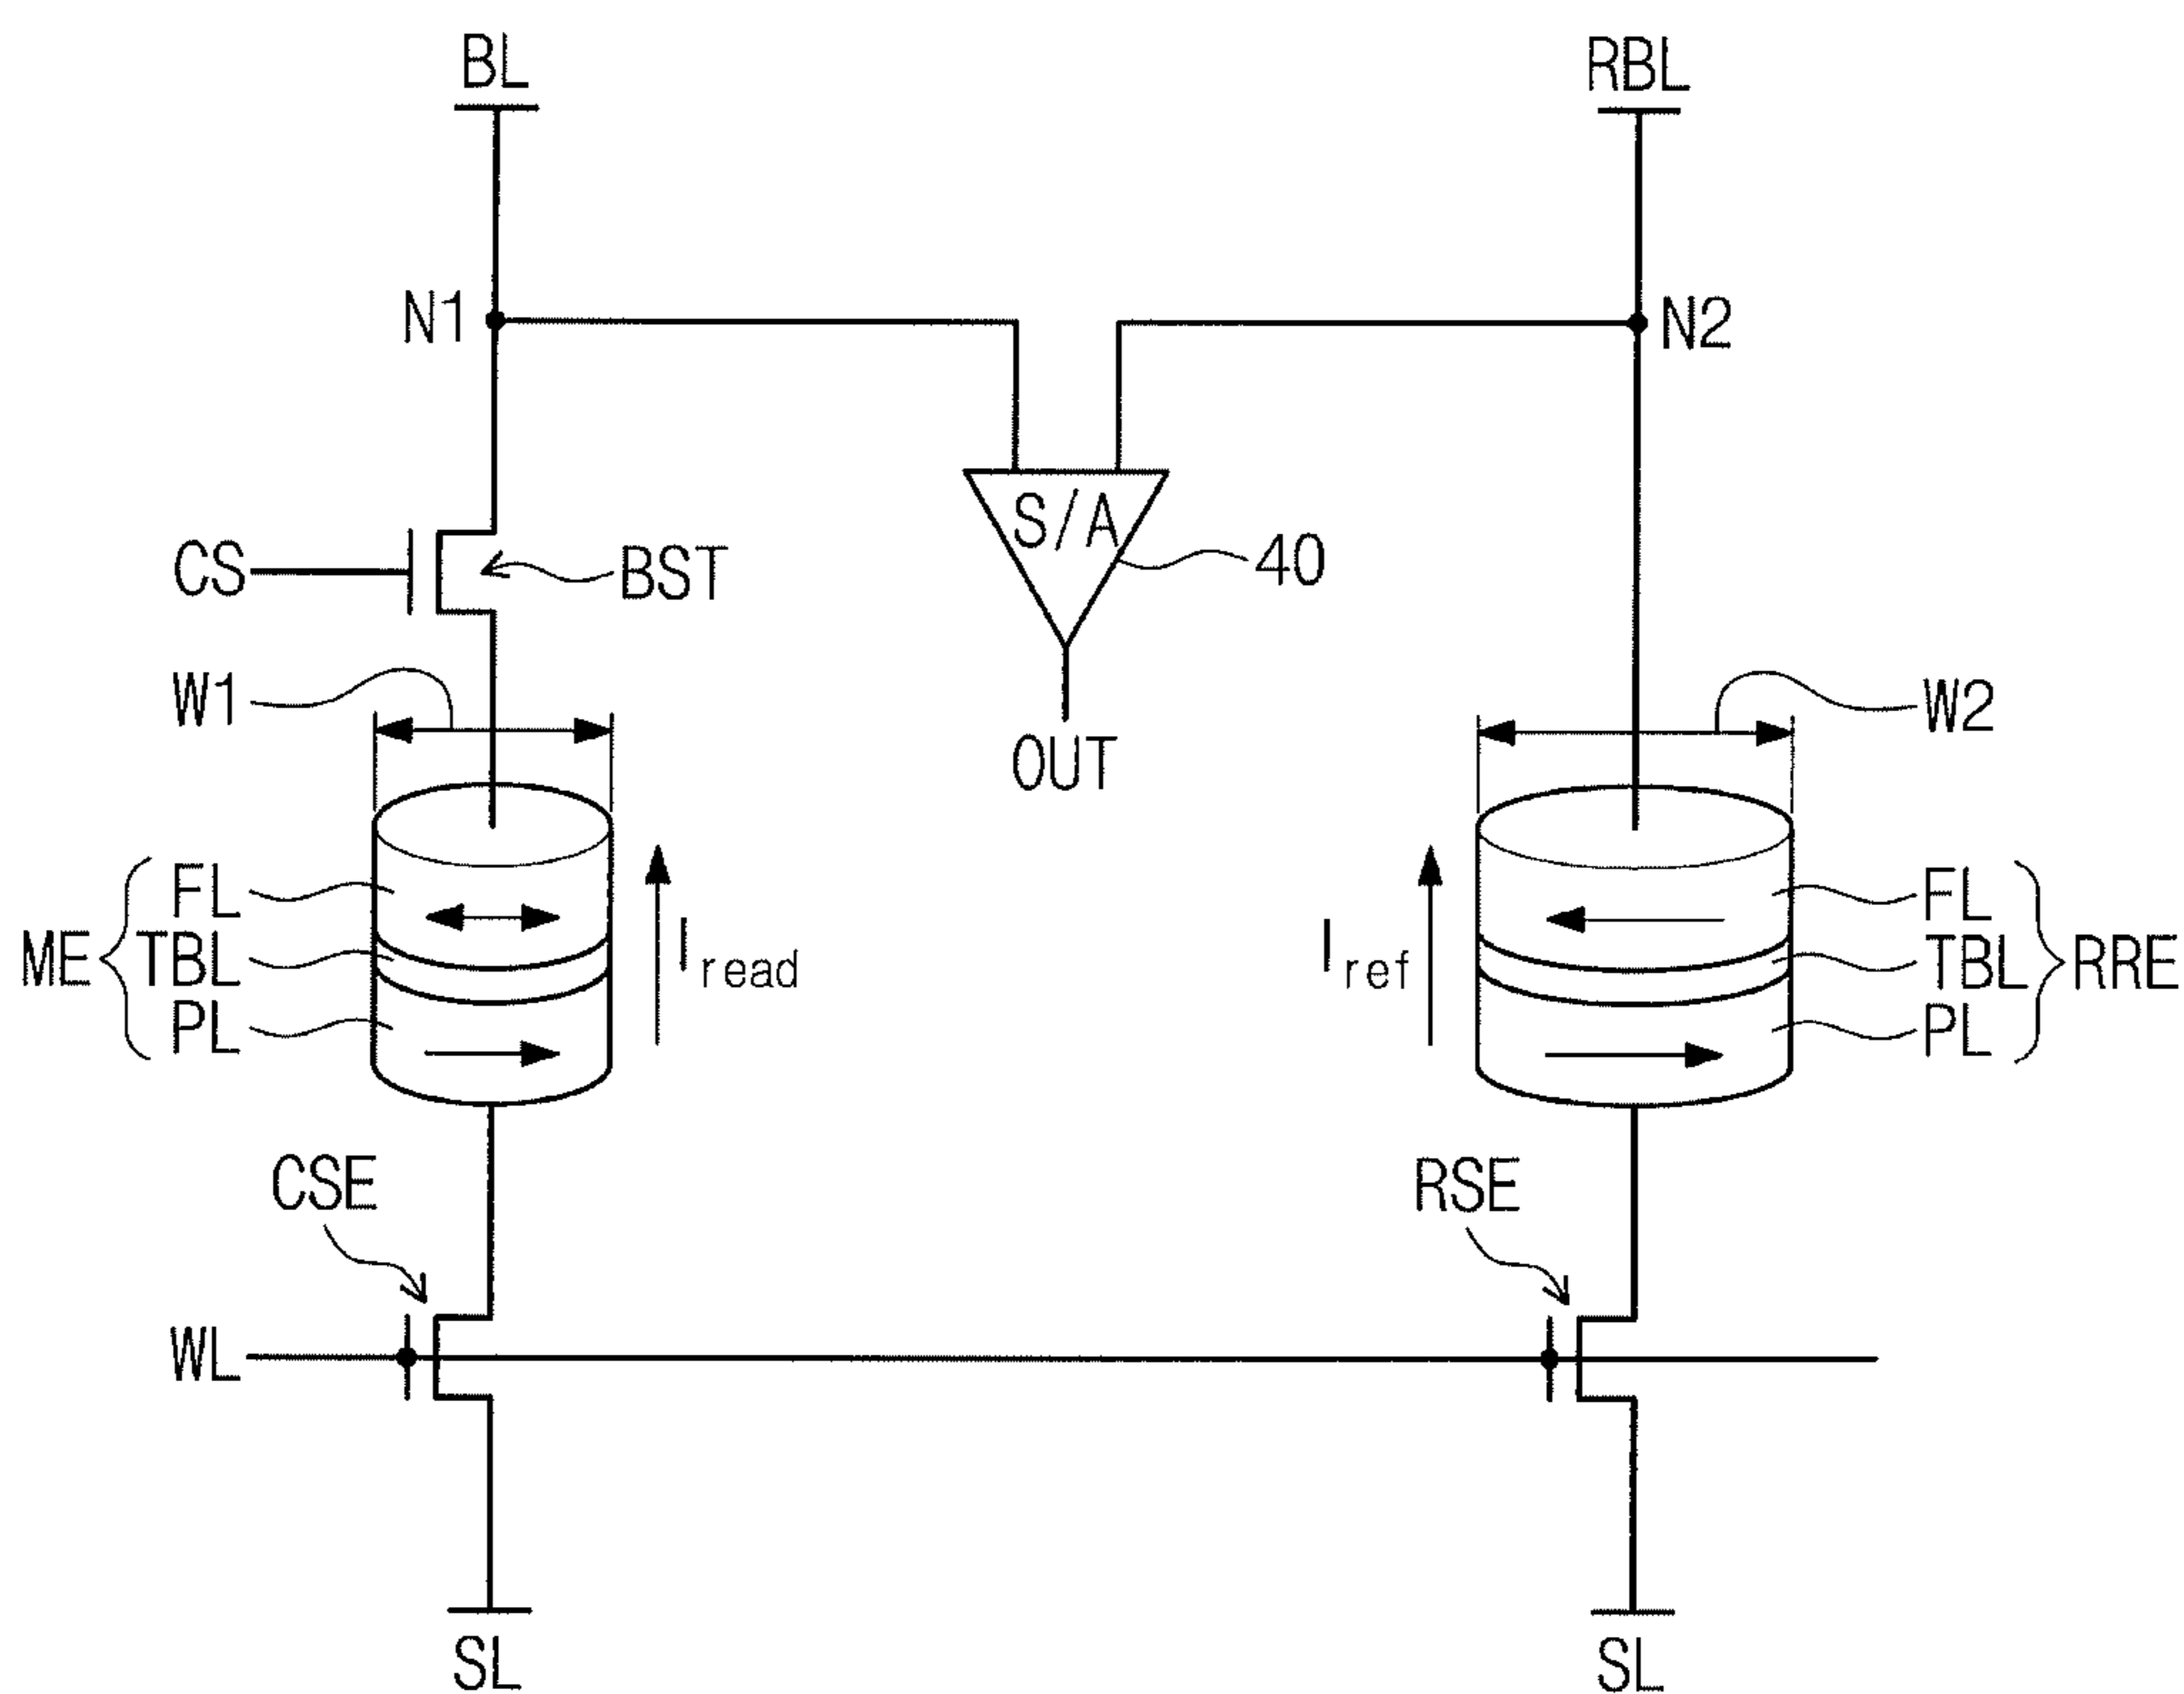 BL
RBL
N1
N2
S/A
CS
BST
40
W1
W2
OUT
FL
ME TBL
PL
Iread
Iref
FL
TBL RRE
PL
CSE
RSE
WL
SL
SL